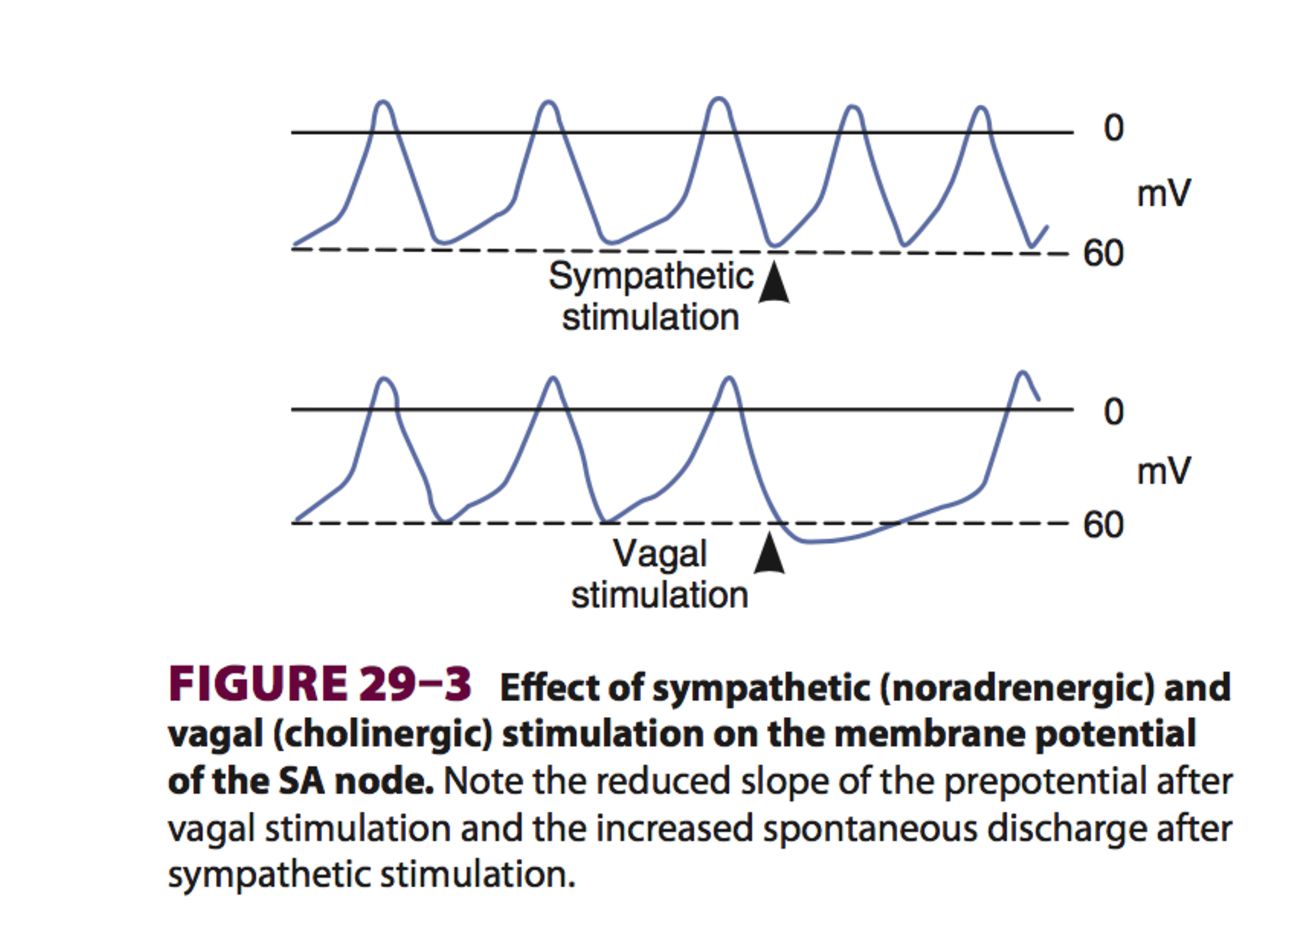 0
mV
60
Sympathetic
stimulation
0
mV
60
Vagal
stimulation
FIGURE 29–3 Effect of sympathetic (noradrenergic) and
vagal (cholinergic) stimulation on the membrane potential
of the SA node. Note the reduced slope of the prepotential after
vagal stimulation and the increased spontaneous discharge after
sympathetic stimulation.